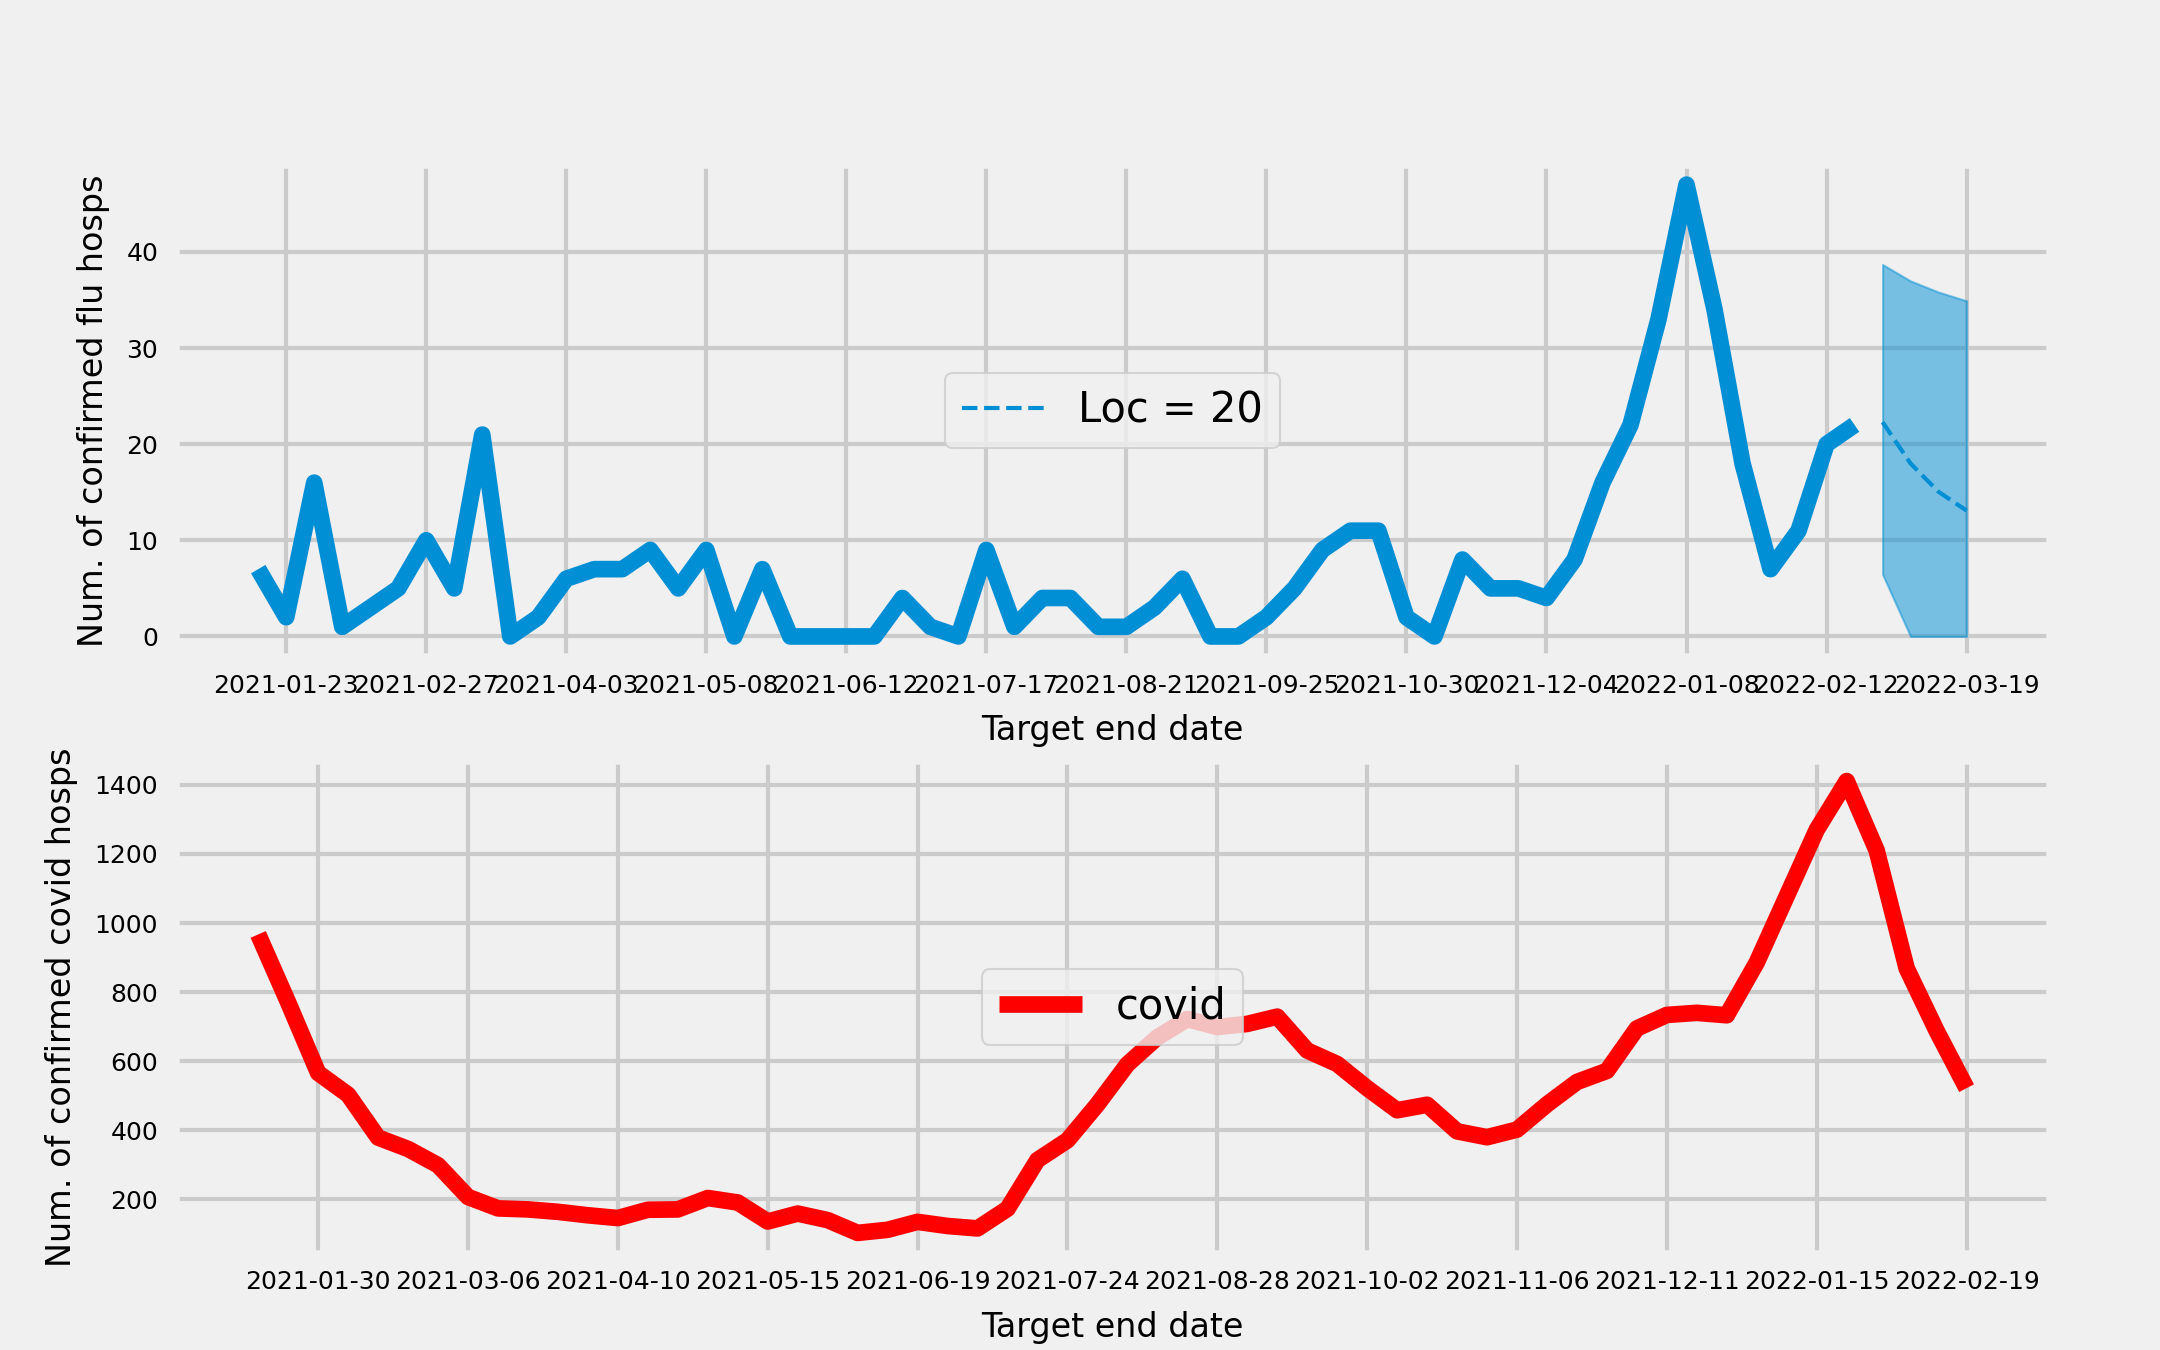 Num. of confirmed flu hosps
40
30
20
10
0
Loc = 20
2021-01-23 2021-02-27 2021-04-03 2021-05-08 2021-06-12 2021-07-17 2021-08-21 2021-09-25 2021-10-30 2021-12-04 2022-01-08 2022-02-12 2022-03-19
Target end date
Num. of confirmed covid hosps
1400
1200
1000
800
600
400
200
covid
2021-01-30 2021-03-06 2021-04-10 2021-05-15 2021-06-19 2021-07-24 2021-08-28 2021-10-02 2021-11-06 2021-12-11 2022-01-15 2022-02-19
Target end date